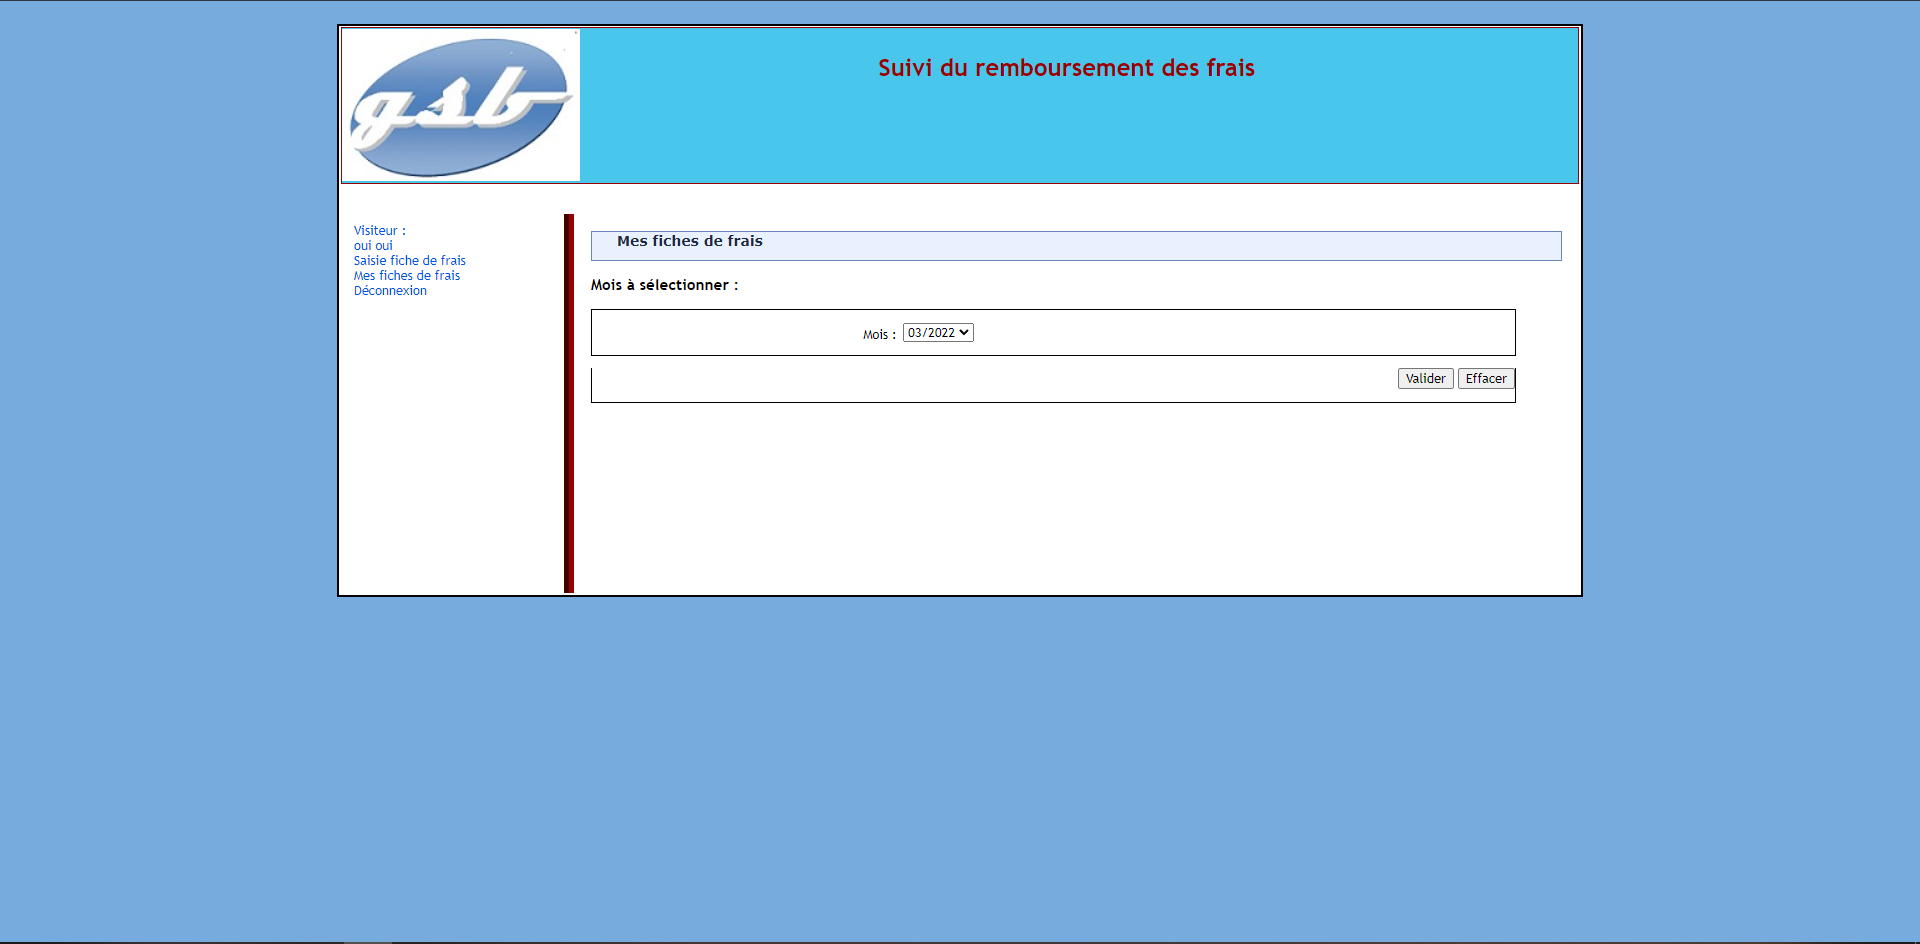 gsb
Suivi du remboursement des frais
Visiteur :
oui oui
Saisie fiche de frais
Mes fiches de frais
Déconnexion
Mes fiches de frais
Mois à sélectionner :
Mois : 03/2022
Valider Effacer